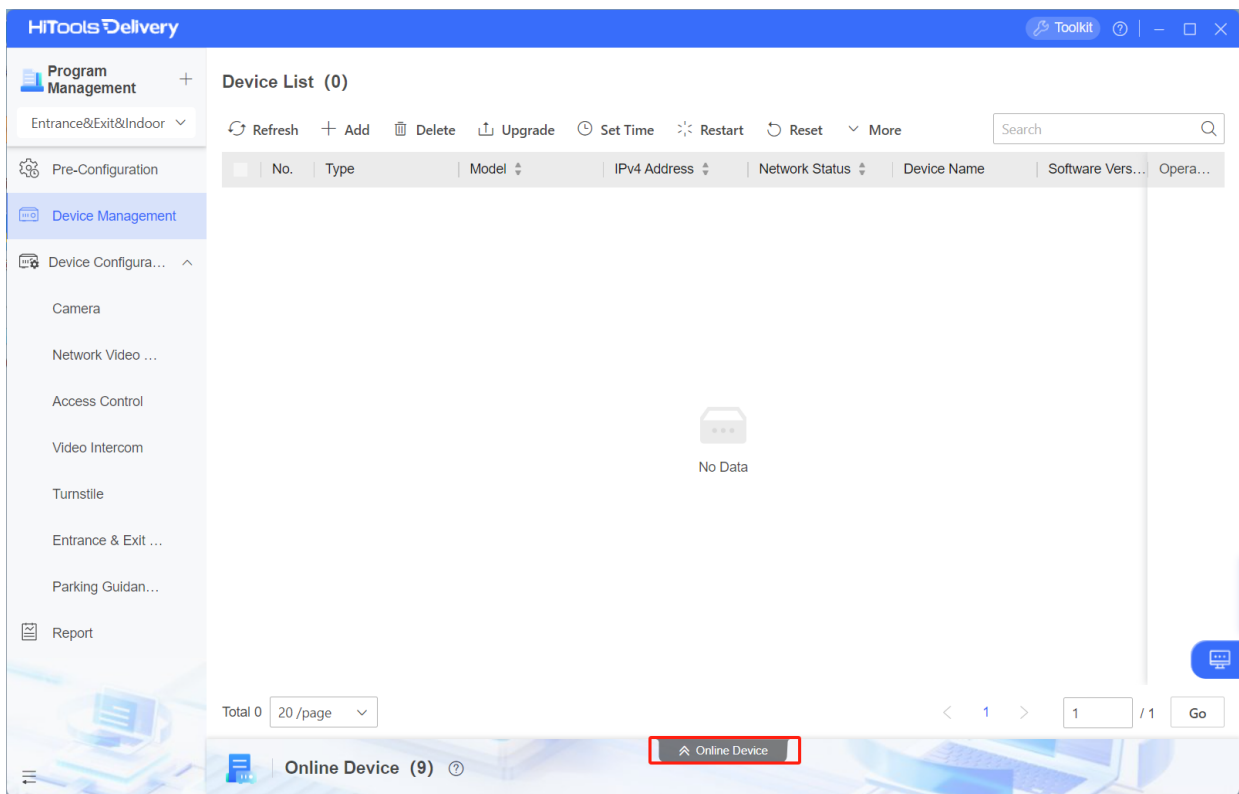 HiTools Delivery
Toolkit
Program
Management
Entrance&Exit&Indoor
Pre-Configuration
Device Management
Device Configura...
Camera
Network Video ...
Access Control
Video Intercom
Turnstile
Entrance & Exit ...
Parking Guidan...
Report
Device List (0)
Refresh Add Delete Upgrade Set Time Restart Reset More Search
No. Type Model IPv4 Address Network Status Device Name Software Vers... Opera...
No Data
Total 0 20 /page 1 1 / 1 Go
Online Device
Online Device (9)